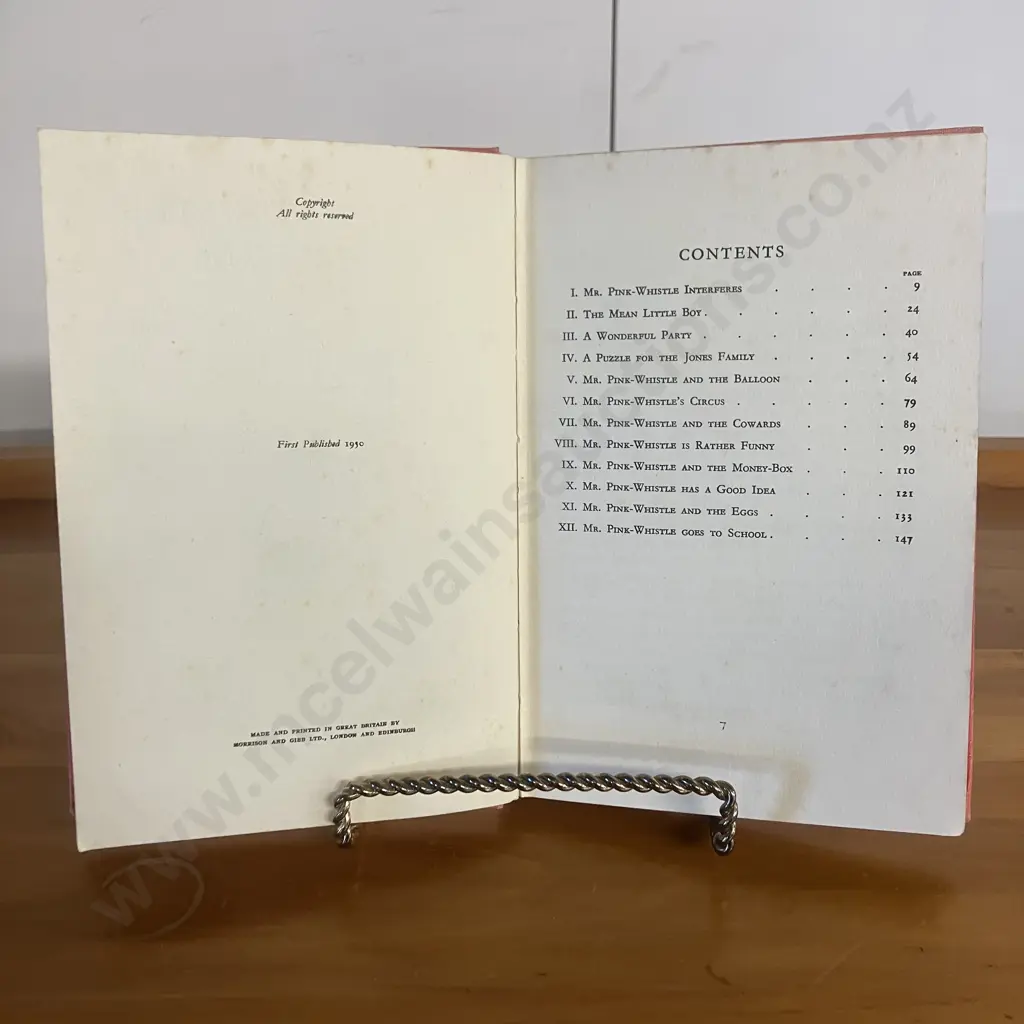 Copyright
All rights reserved
First Published 1950
MADE AND PRINTED IN GREAT BRITAIN BY
MORRISON AND GIBB LTD., LONDON AND EDINBURGH
CONTENTS
PAGE
I. Mr. Pink-Whistle Interferes . . . . 9
II. The Mean Little Boy . . . . . . 24
III. A Wonderful Party . . . . . . 40
IV. A Puzzle for the Jones Family . . . . 54
V. Mr. Pink-Whistle and the Balloon . . . 64
VI. Mr. Pink-Whistle's Circus . . . . . 79
VII. Mr. Pink-Whistle and the Cowards . . . 89
VIII. Mr. Pink-Whistle is Rather Funny . . . 99
IX. Mr. Pink-Whistle and the Money-Box . . . 110
X. Mr. Pink-Whistle has a Good Idea . . . 121
XI. Mr. Pink-Whistle and the Eggs . . . . 133
XII. Mr. Pink-Whistle goes to School . . . . 147
7
www.mcelwainsauctions.co.nz